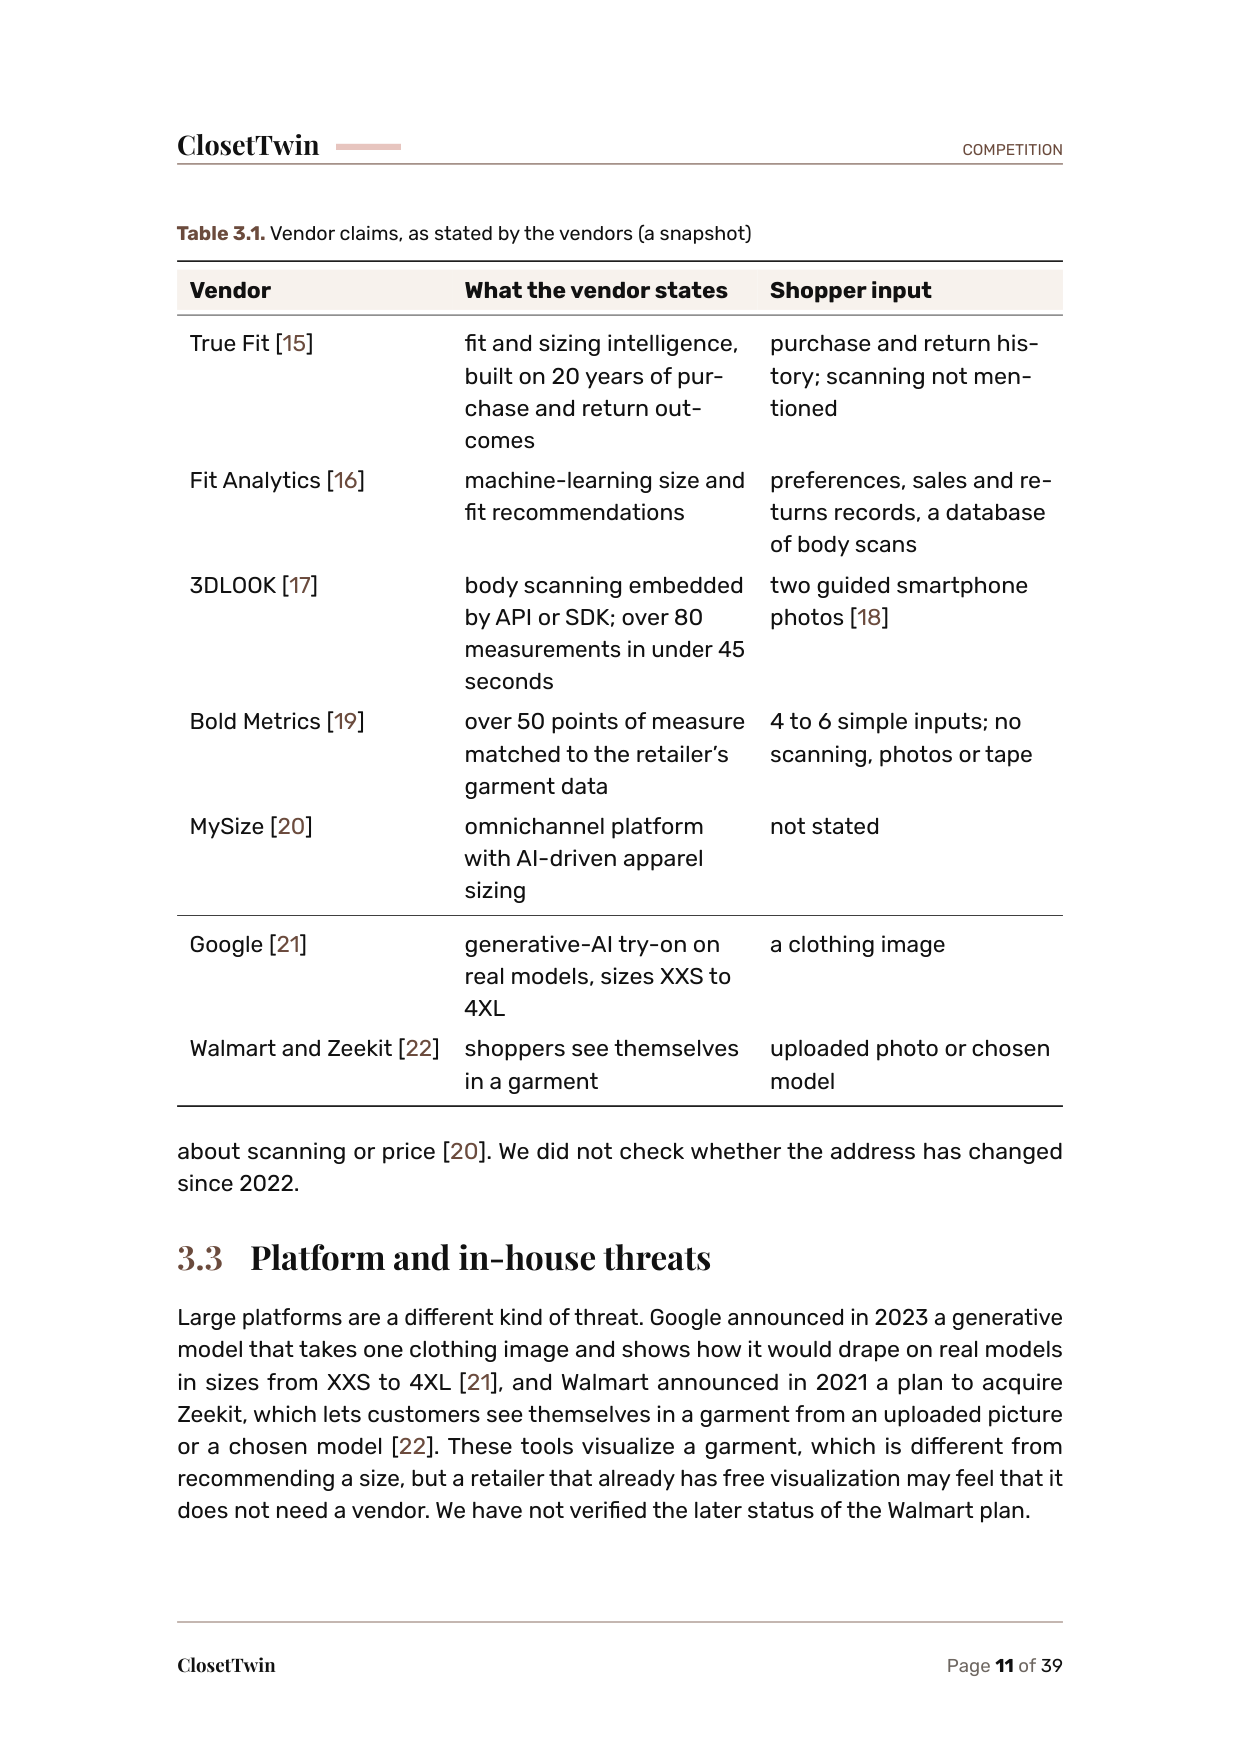 ClosetTwin
COMPETITION
Table 3.1. Vendor claims, as stated by the vendors (a snapshot)
Vendor What the vendor states Shopper input
True Fit [15] fit and sizing intelligence, purchase and return his-
built on 20 years of pur- tory; scanning not men-
chase and return out- tioned
comes
Fit Analytics [16] machine-learning size and preferences, sales and re-
fit recommendations turns records, a database
of body scans
3DLOOK [17] body scanning embedded two guided smartphone
by API or SDK; over 80 photos [18]
measurements in under 45
seconds
Bold Metrics [19] over 50 points of measure 4 to 6 simple inputs; no
matched to the retailer’s scanning, photos or tape
garment data
MySize [20] omnichannel platform not stated
with AI-driven apparel
sizing
Google [21] generative-AI try-on on a clothing image
real models, sizes XXS to
4XL
Walmart and Zeekit [22] shoppers see themselves uploaded photo or chosen
in a garment model
about scanning or price [20]. We did not check whether the address has changed
since 2022.
3.3 Platform and in-house threats
Large platforms are a different kind of threat. Google announced in 2023 a generative
model that takes one clothing image and shows how it would drape on real models
in sizes from XXS to 4XL [21], and Walmart announced in 2021 a plan to acquire
Zeekit, which lets customers see themselves in a garment from an uploaded picture
or a chosen model [22]. These tools visualize a garment, which is different from
recommending a size, but a retailer that already has free visualization may feel that it
does not need a vendor. We have not verified the later status of the Walmart plan.
ClosetTwin
Page 11 of 39